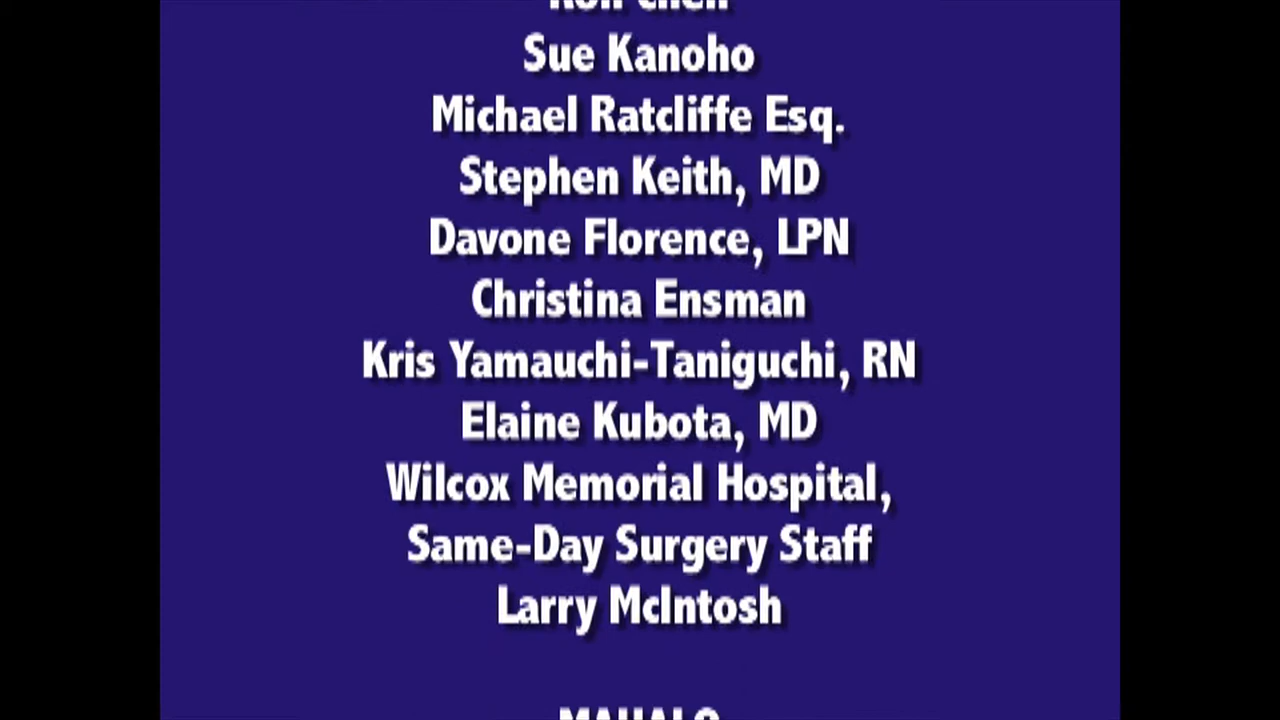 Sue Kanoho
Michael Ratcliffe Esq.
Stephen Keith, MD
Davone Florence, LPN
Christina Ensman
Kris Yamauchi-Taniguchi, RN
Elaine Kubota, MD
Wilcox Memorial Hospital,
Same-Day Surgery Staff
Larry McIntosh
MAHALO